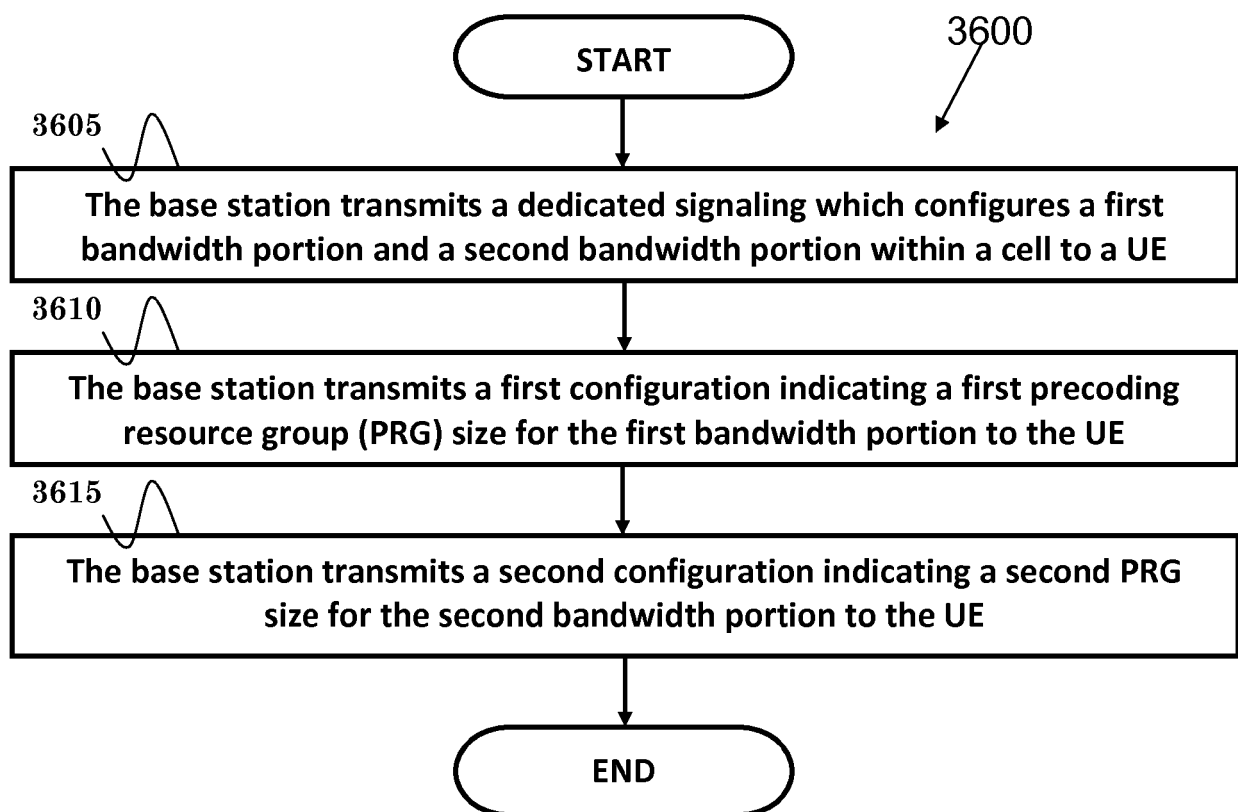 START
3600
3605
The base station transmits a dedicated signaling which configures a first
bandwidth portion and a second bandwidth portion within a cell to a UE
3610
The base station transmits a first configuration indicating a first precoding
resource group (PRG) size for the first bandwidth portion to the UE
3615
The base station transmits a second configuration indicating a second PRG
size for the second bandwidth portion to the UE
END